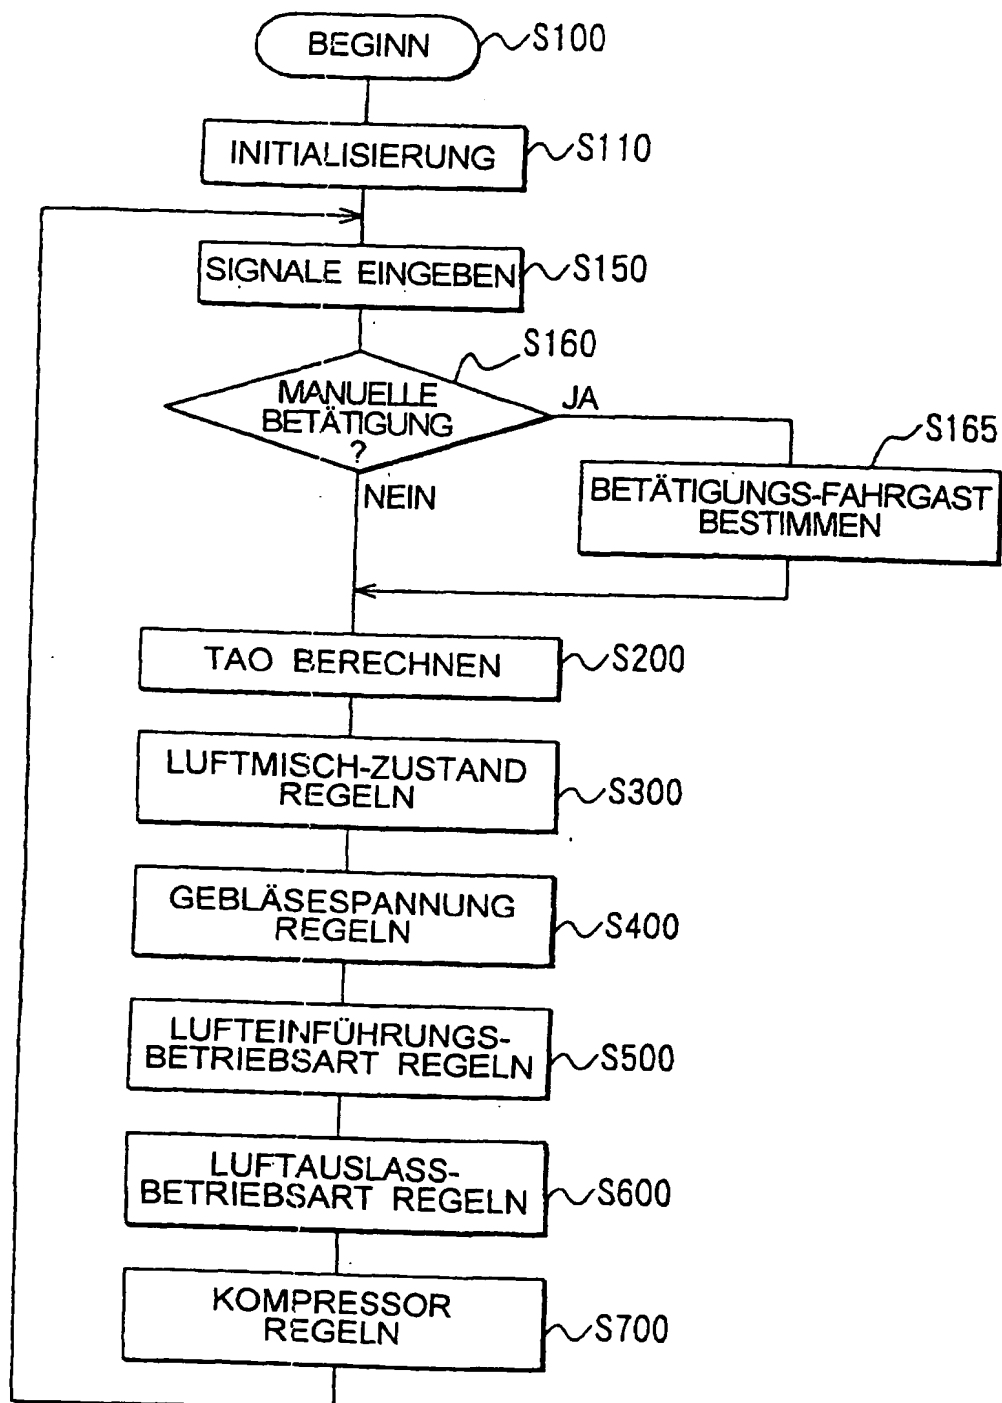 BEGINN
S100
INITIALISIERUNG
S110
SIGNALE EINGEBEN
S150
S160
MANUELLE
BETÄTIGUNG
?
JA
NEIN
S165
BETÄTIGUNGS-FAHRGAST
BESTIMMEN
TAO BERECHNEN
S200
LUFTMISCH-ZUSTAND
REGELN
S300
GEBLÄSESPANNUNG
REGELN
S400
LUFTEINFÜHRUNGS-
BETRIEBSART REGELN
S500
LUFTAUSLASS-
BETRIEBSART REGELN
S600
KOMPRESSOR
REGELN
S700